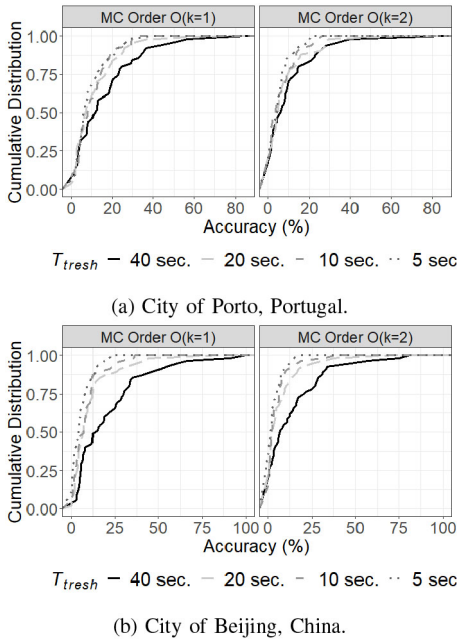 MC Order O(k=1) MC Order O(k=2)
1.00
0.75
0.50
0.25
0.00
Cumulative Distribution
0 20 40 60 80 0 20 40 60 80
Accuracy (%)
T tresh 40 sec. 20 sec. 10 sec. 5 sec
(a) City of Porto, Portugal.
MC Order O(k=1) MC Order O(k=2)
1.00
0.75
0.50
0.25
0.00
Cumulative Distribution
0 25 50 75 100 0 25 50 75 100
Accuracy (%)
T tresh 40 sec. 20 sec. 10 sec. 5 sec
(b) City of Beijing, China.